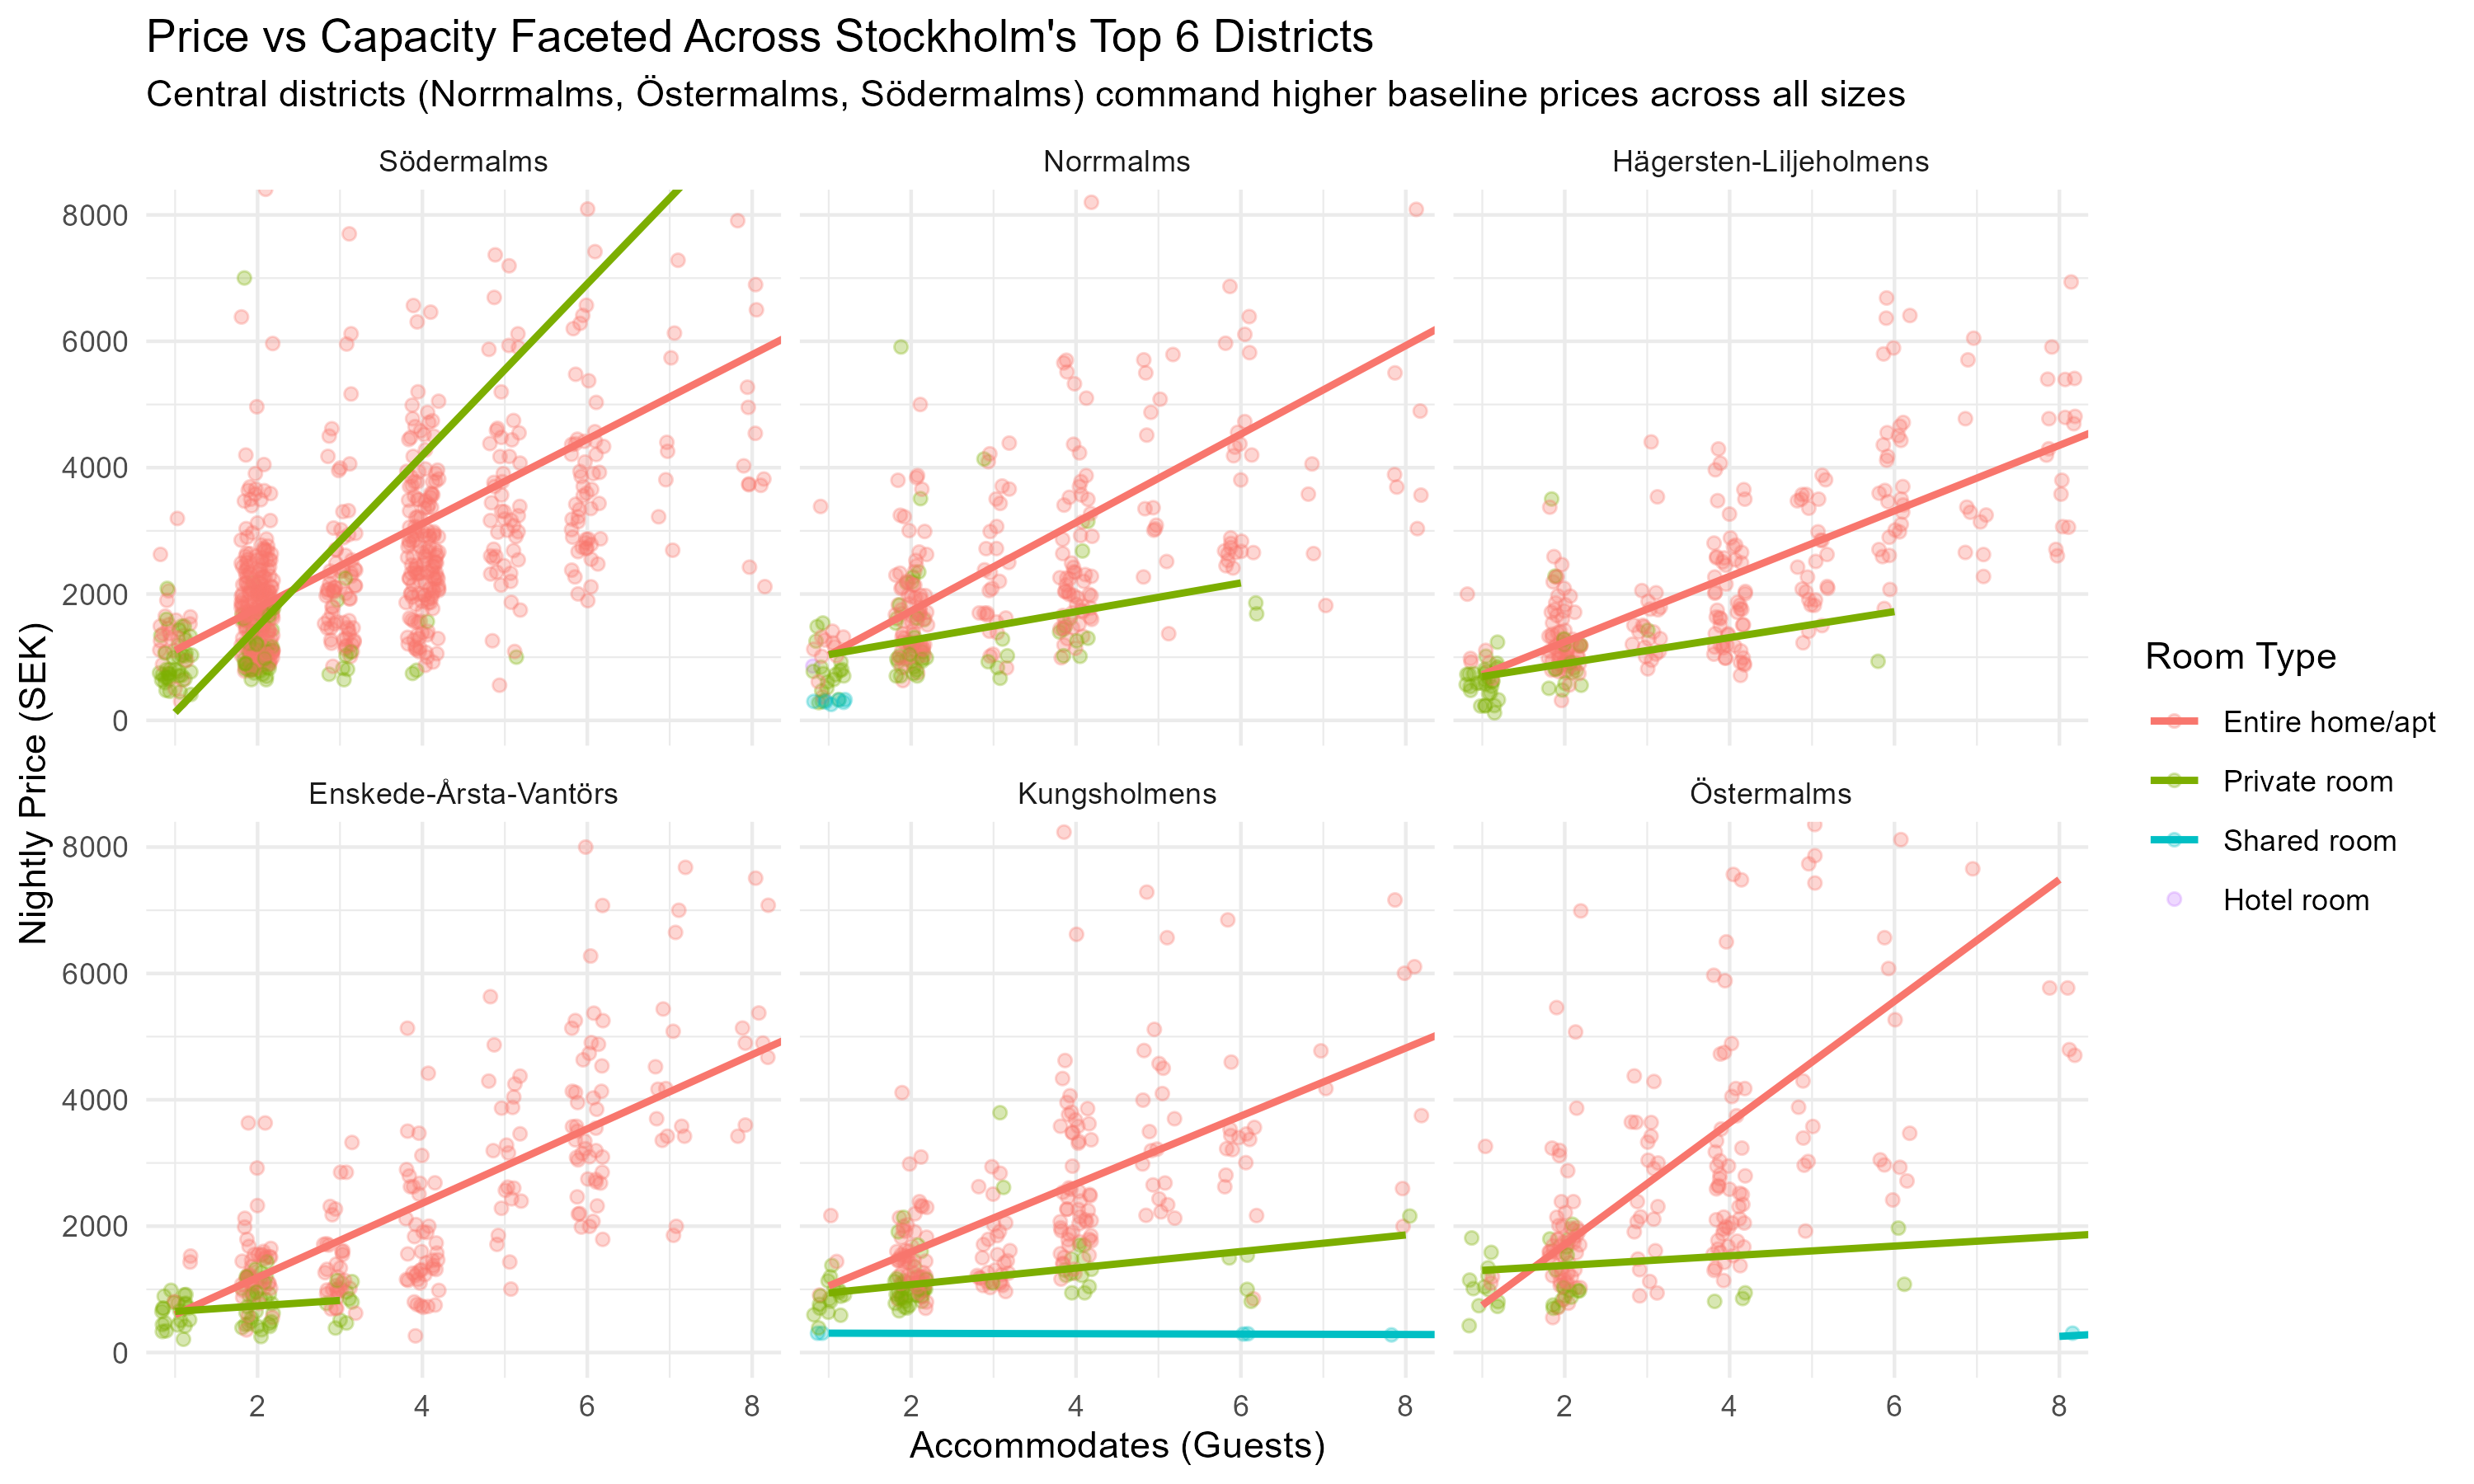 Price vs Capacity Faceted Across Stockholm's Top 6 Districts
Central districts (Norrmalms, Östermalms, Södermalms) command higher baseline prices across all sizes
Södermalms
Norrmalms
Hägersten-Liljeholmens
8000
6000
4000
2000
0
Enskede-Årsta-Vantörs
Kungsholmens
Östermalms
8000
6000
4000
2000
0
2 4 6 8
2 4 6 8
2 4 6 8
Accommodates (Guests)
Nightly Price (SEK)
Room Type
Entire home/apt
Private room
Shared room
Hotel room